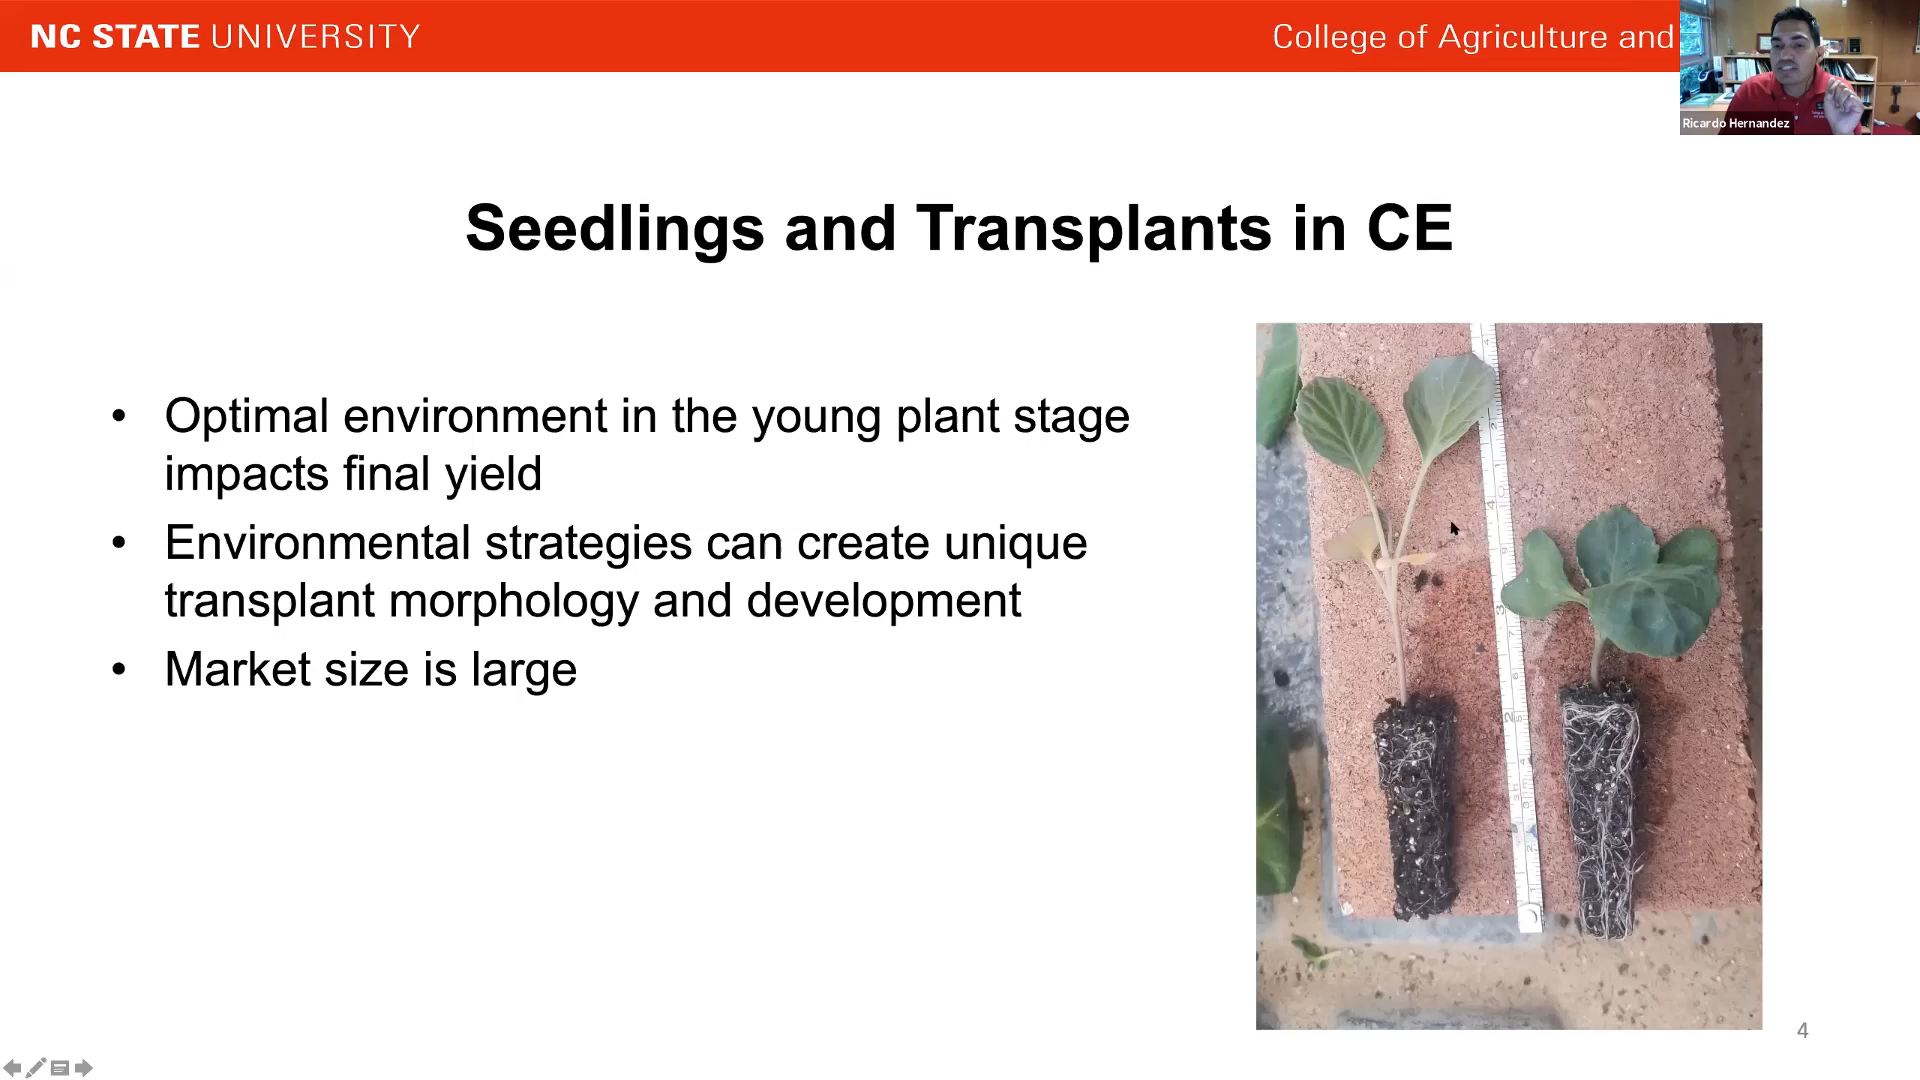 NC STATE UNIVERSITY
College of Agriculture and
Ricardo Hernandez
Seedlings and Transplants in CE
• Optimal environment in the young plant stage
impacts final yield
• Environmental strategies can create unique
transplant morphology and development
• Market size is large
4